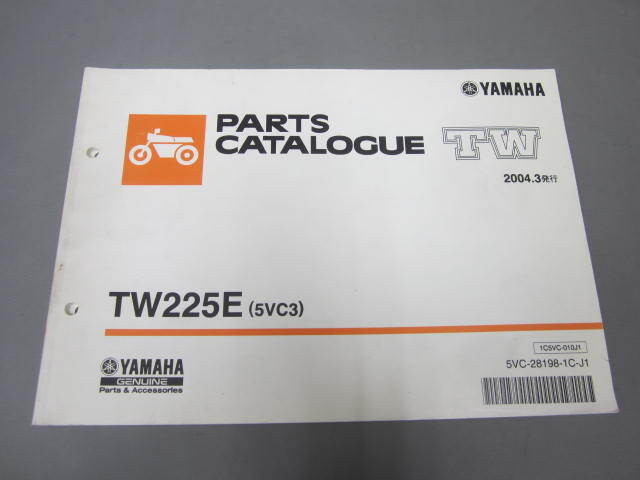 YAMAHA
PARTS
CATALOGUE
TW
2004.3発行
TW225E (5VC3)
1C5VC-010J1
5VC-28198-1C-J1
YAMAHA
GENUINE
Parts & Accessories